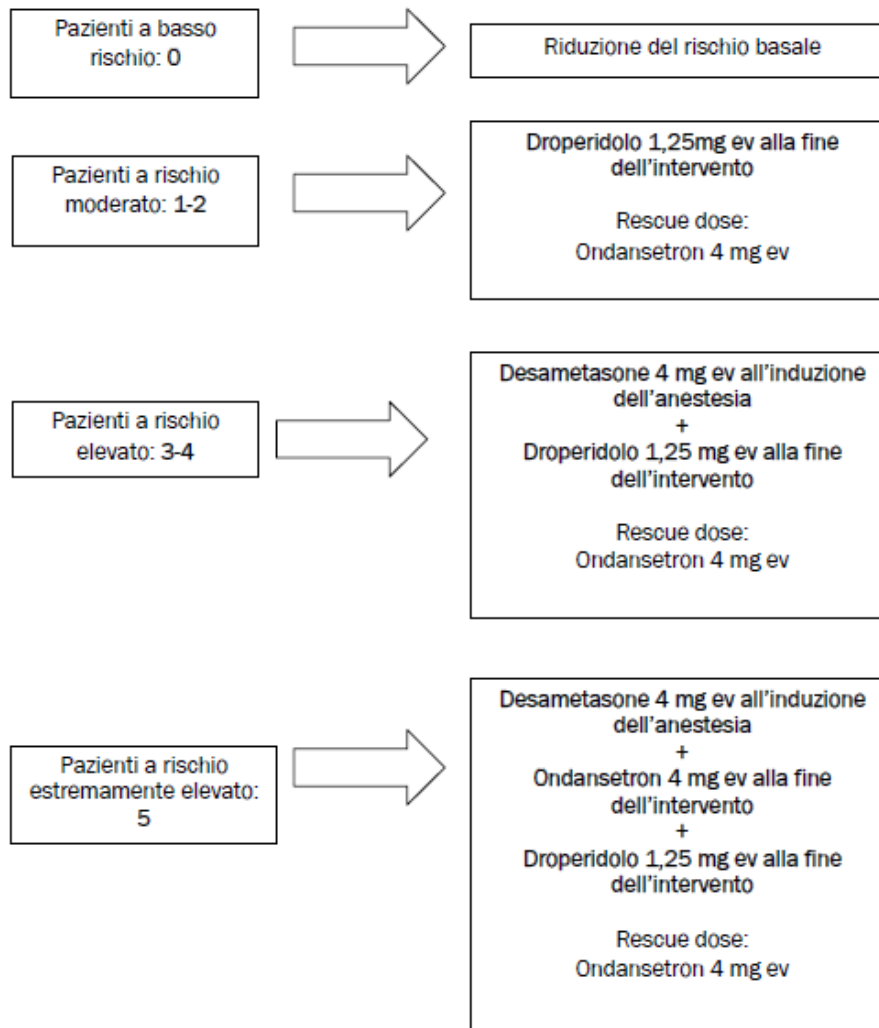 Pazienti a basso
rischio: 0
Riduzione del rischio basale
Pazienti a rischio
moderato: 1-2
Droperidolo 1,25mg ev alla fine
dell'intervento
Rescue dose:
Ondansetron 4 mg ev
Pazienti a rischio
elevato: 3-4
Desametasone 4 mg ev all'induzione
dell'anestesia
+
Droperidolo 1,25 mg ev alla fine
dell'intervento
Rescue dose:
Ondansetron 4 mg ev
Pazienti a rischio
estremamente elevato:
5
Desametasone 4 mg ev all'induzione
dell'anestesia
+
Ondansetron 4 mg ev alla fine
dell'intervento
+
Droperidolo 1,25 mg ev alla fine
dell'intervento
Rescue dose:
Ondansetron 4 mg ev